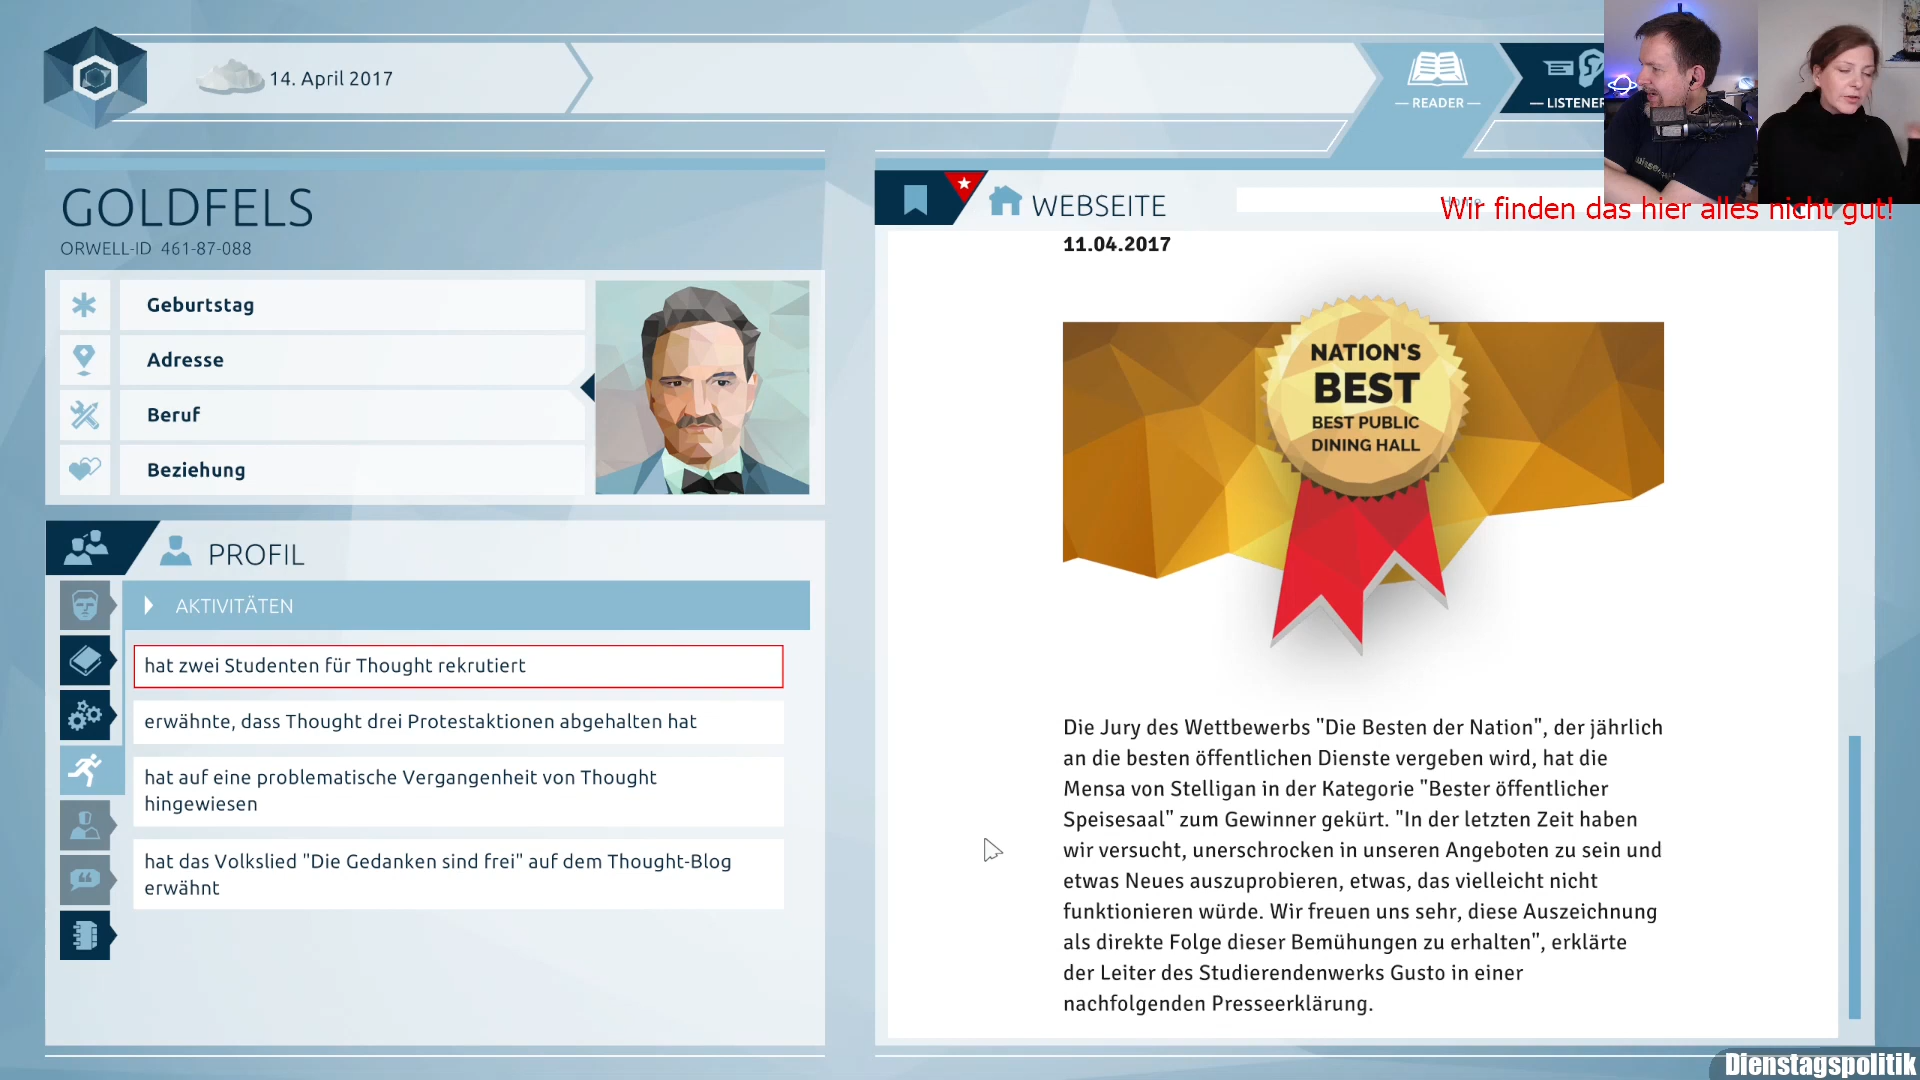 14. April 2017
READER
LISTENER
GOLDFELS
ORWELL-ID 461-87-088
Geburtstag
Adresse
Beruf
Beziehung
PROFIL
AKTIVITÄTEN
hat zwei Studenten für Thought rekrutiert
erwähnte, dass Thought drei Protestaktionen abgehalten hat
hat auf eine problematische Vergangenheit von Thought
hingewiesen
hat das Volkslied "Die Gedanken sind frei" auf dem Thought-Blog
erwähnt
WEBSEITE
Wir finden das hier alles nicht gut!
11.04.2017
NATION'S
BEST
BEST PUBLIC
DINING HALL
Die Jury des Wettbewerbs "Die Besten der Nation", der jährlich
an die besten öffentlichen Dienste vergeben wird, hat die
Mensa von Stelligan in der Kategorie "Bester öffentlicher
Speisesaal" zum Gewinner gekürt. "In der letzten Zeit haben
wir versucht, unerschrocken in unseren Angeboten zu sein und
etwas Neues auszuprobieren, etwas, das vielleicht nicht
funktionieren würde. Wir freuen uns sehr, diese Auszeichnung
als direkte Folge dieser Bemühungen zu erhalten", erklärte
der Leiter des Studierendenwerks Gusto in einer
nachfolgenden Presseerklärung.
Dienstagspolitik